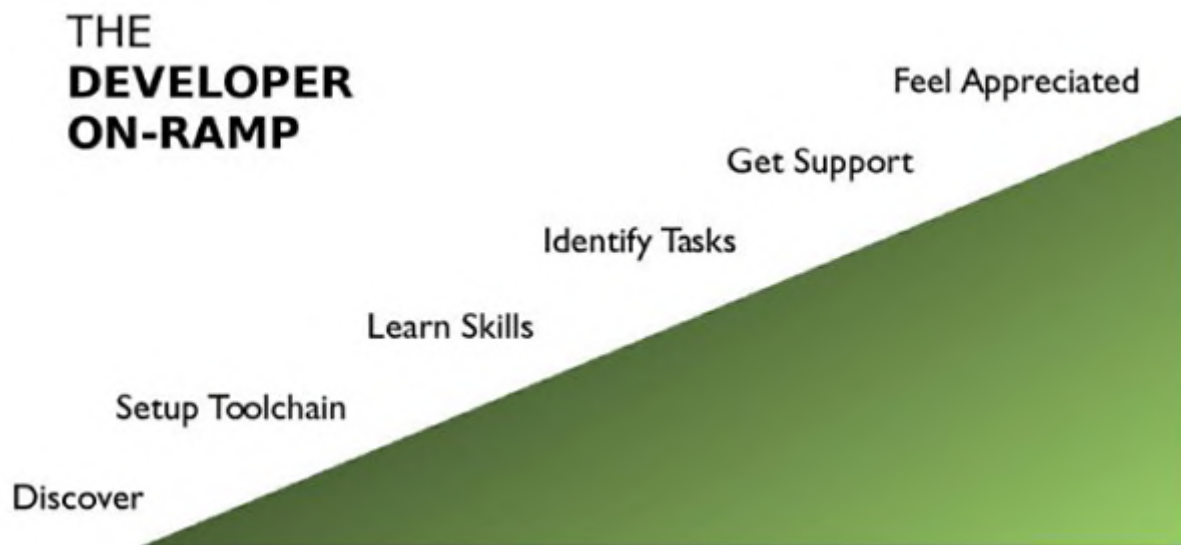 THE
DEVELOPER
ON-RAMP
Feel Appreciated
Get Support
Identify Tasks
Learn Skills
Setup Toolchain
Discover